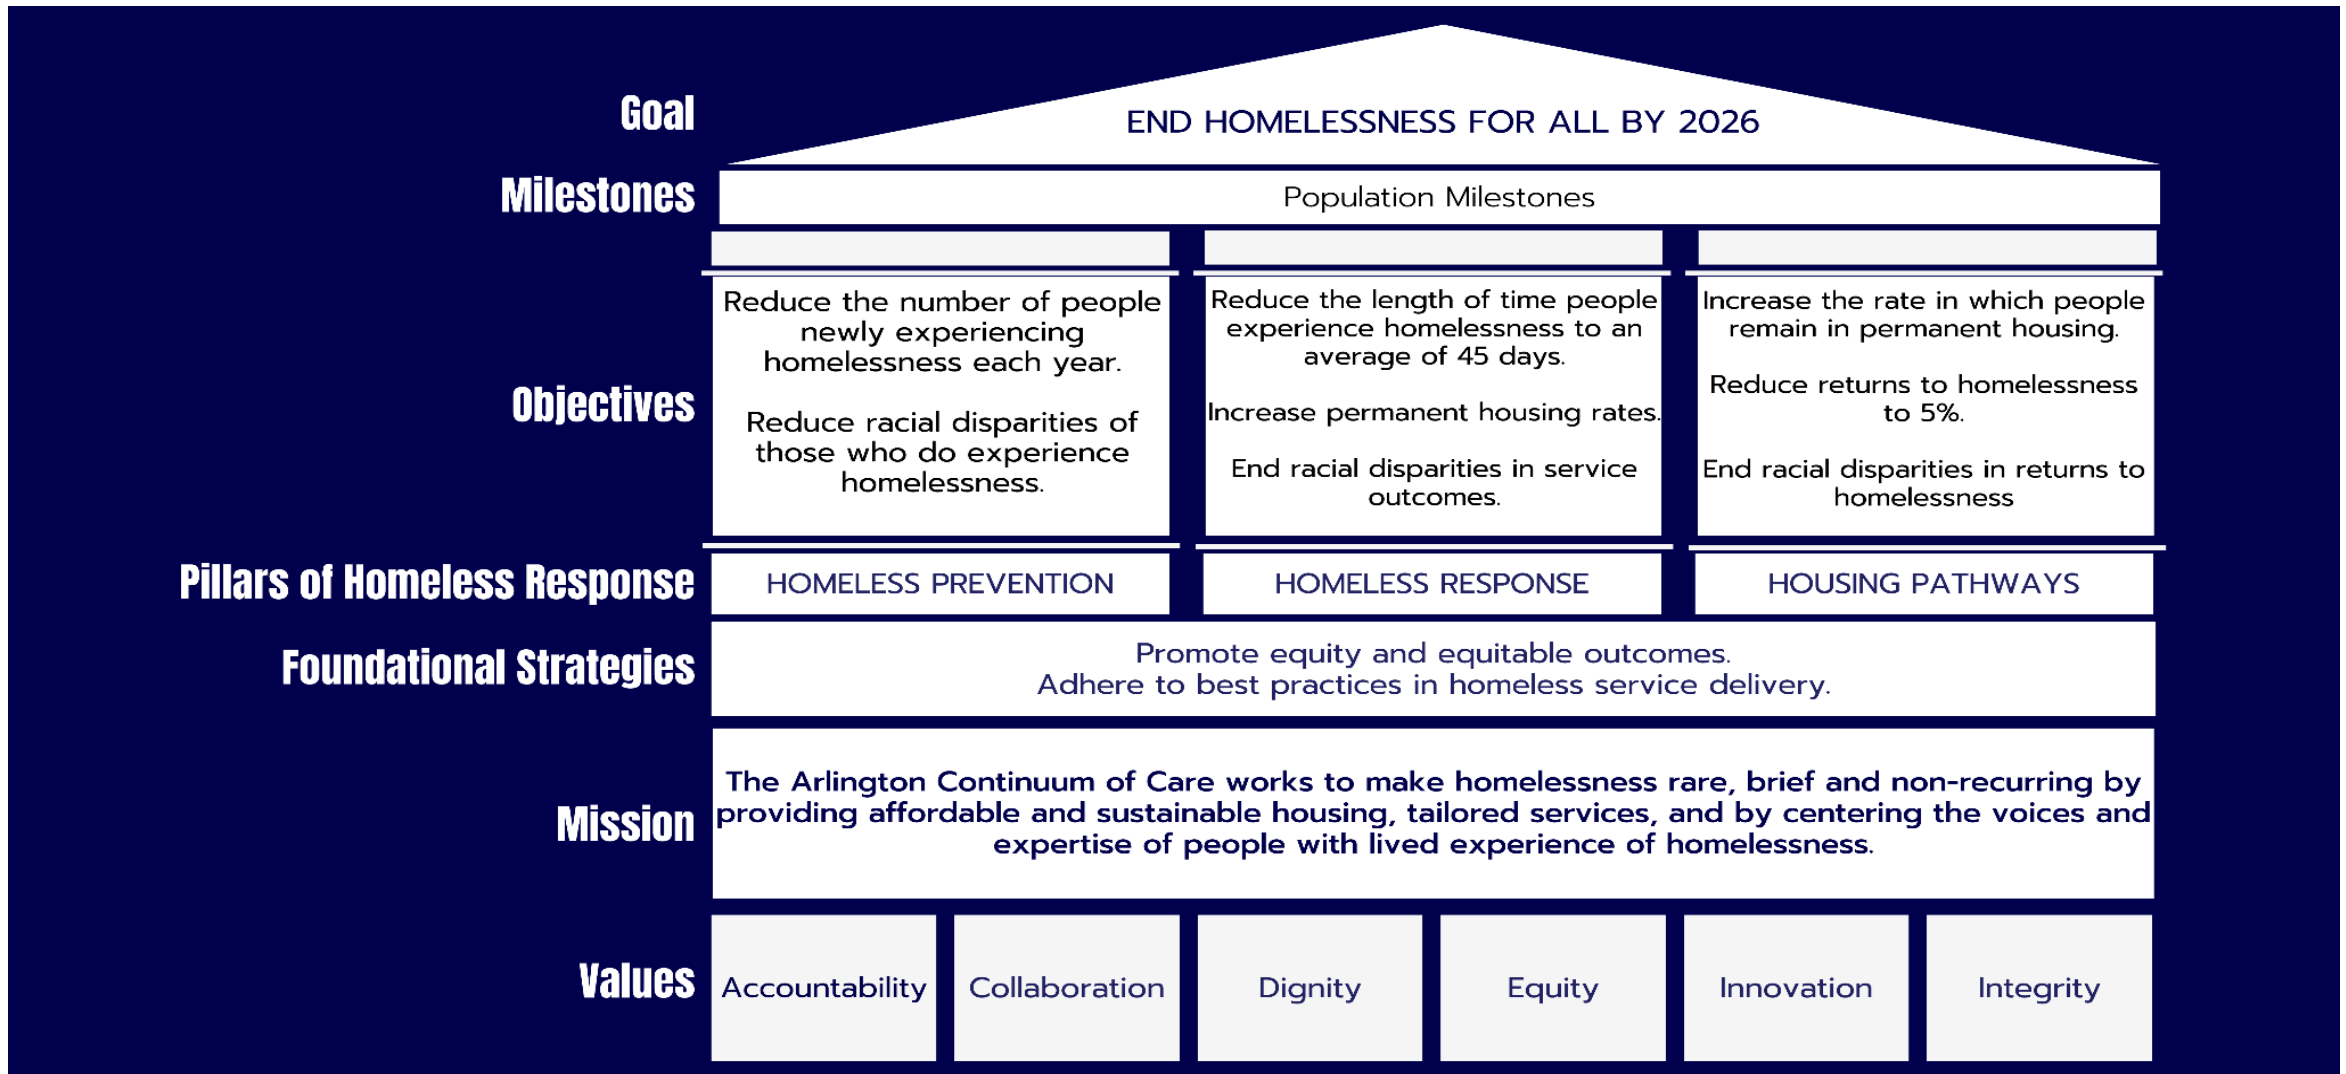 Goal
END HOMELESSNESS FOR ALL BY 2026
Milestones
Population Milestones
Objectives
Reduce the number of people
newly experiencing
homelessness each year.
Reduce racial disparities of
those who do experience
homelessness.
Reduce the length of time people
experience homelessness to an
average of 45 days.
Increase permanent housing rates.
End racial disparities in service
outcomes.
Increase the rate in which people
remain in permanent housing.
Reduce returns to homelessness
to 5%.
End racial disparities in returns to
homelessness
Pillars of Homeless Response
HOMELESS PREVENTION
HOMELESS RESPONSE
HOUSING PATHWAYS
Foundational Strategies
Promote equity and equitable outcomes.
Adhere to best practices in homeless service delivery.
Mission
The Arlington Continuum of Care works to make homelessness rare, brief and non-recurring by
providing affordable and sustainable housing, tailored services, and by centering the voices and
expertise of people with lived experience of homelessness.
Values
Accountability
Collaboration
Dignity
Equity
Innovation
Integrity